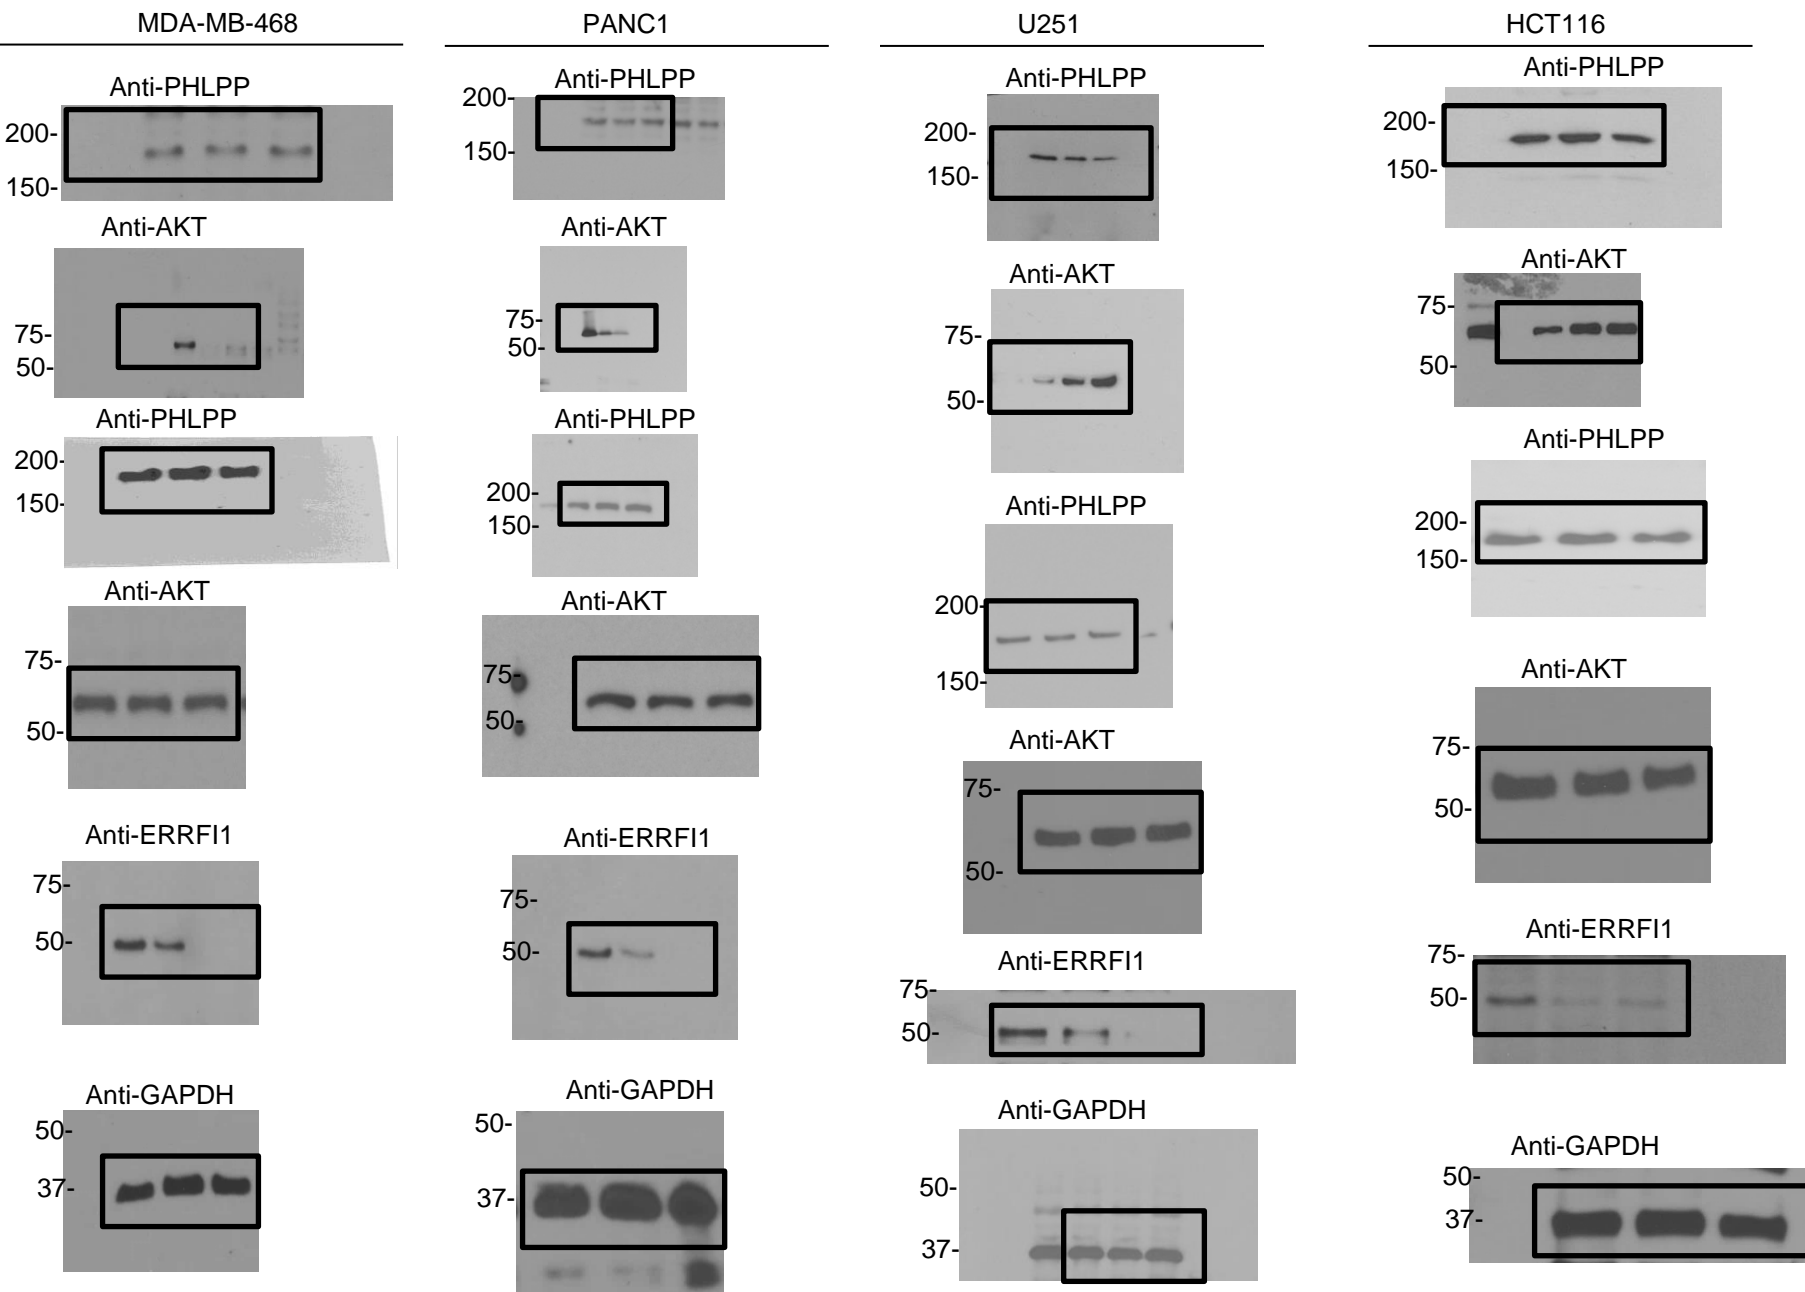 MDA-MB-468
Anti-PHLPP
200-
150-
Anti-AKT
75-
50-
Anti-PHLPP
200-
150-
Anti-AKT
75-
50-
Anti-ERRFI1
75-
50-
Anti-GAPDH
50-
37-
PANC1
Anti-PHLPP
200-
150-
Anti-AKT
75-
50-
Anti-PHLPP
200-
150-
Anti-AKT
75-
50-
Anti-ERRFI1
75-
50-
Anti-GAPDH
50-
37-
U251
Anti-PHLPP
200-
150-
Anti-AKT
75-
50-
Anti-PHLPP
200-
150-
Anti-AKT
75-
50-
Anti-ERRFI1
75-
50-
Anti-GAPDH
50-
37-
HCT116
Anti-PHLPP
200-
150-
Anti-AKT
75-
50-
Anti-PHLPP
200-
150-
Anti-AKT
75-
50-
Anti-ERRFI1
75-
50-
Anti-GAPDH
50-
37-